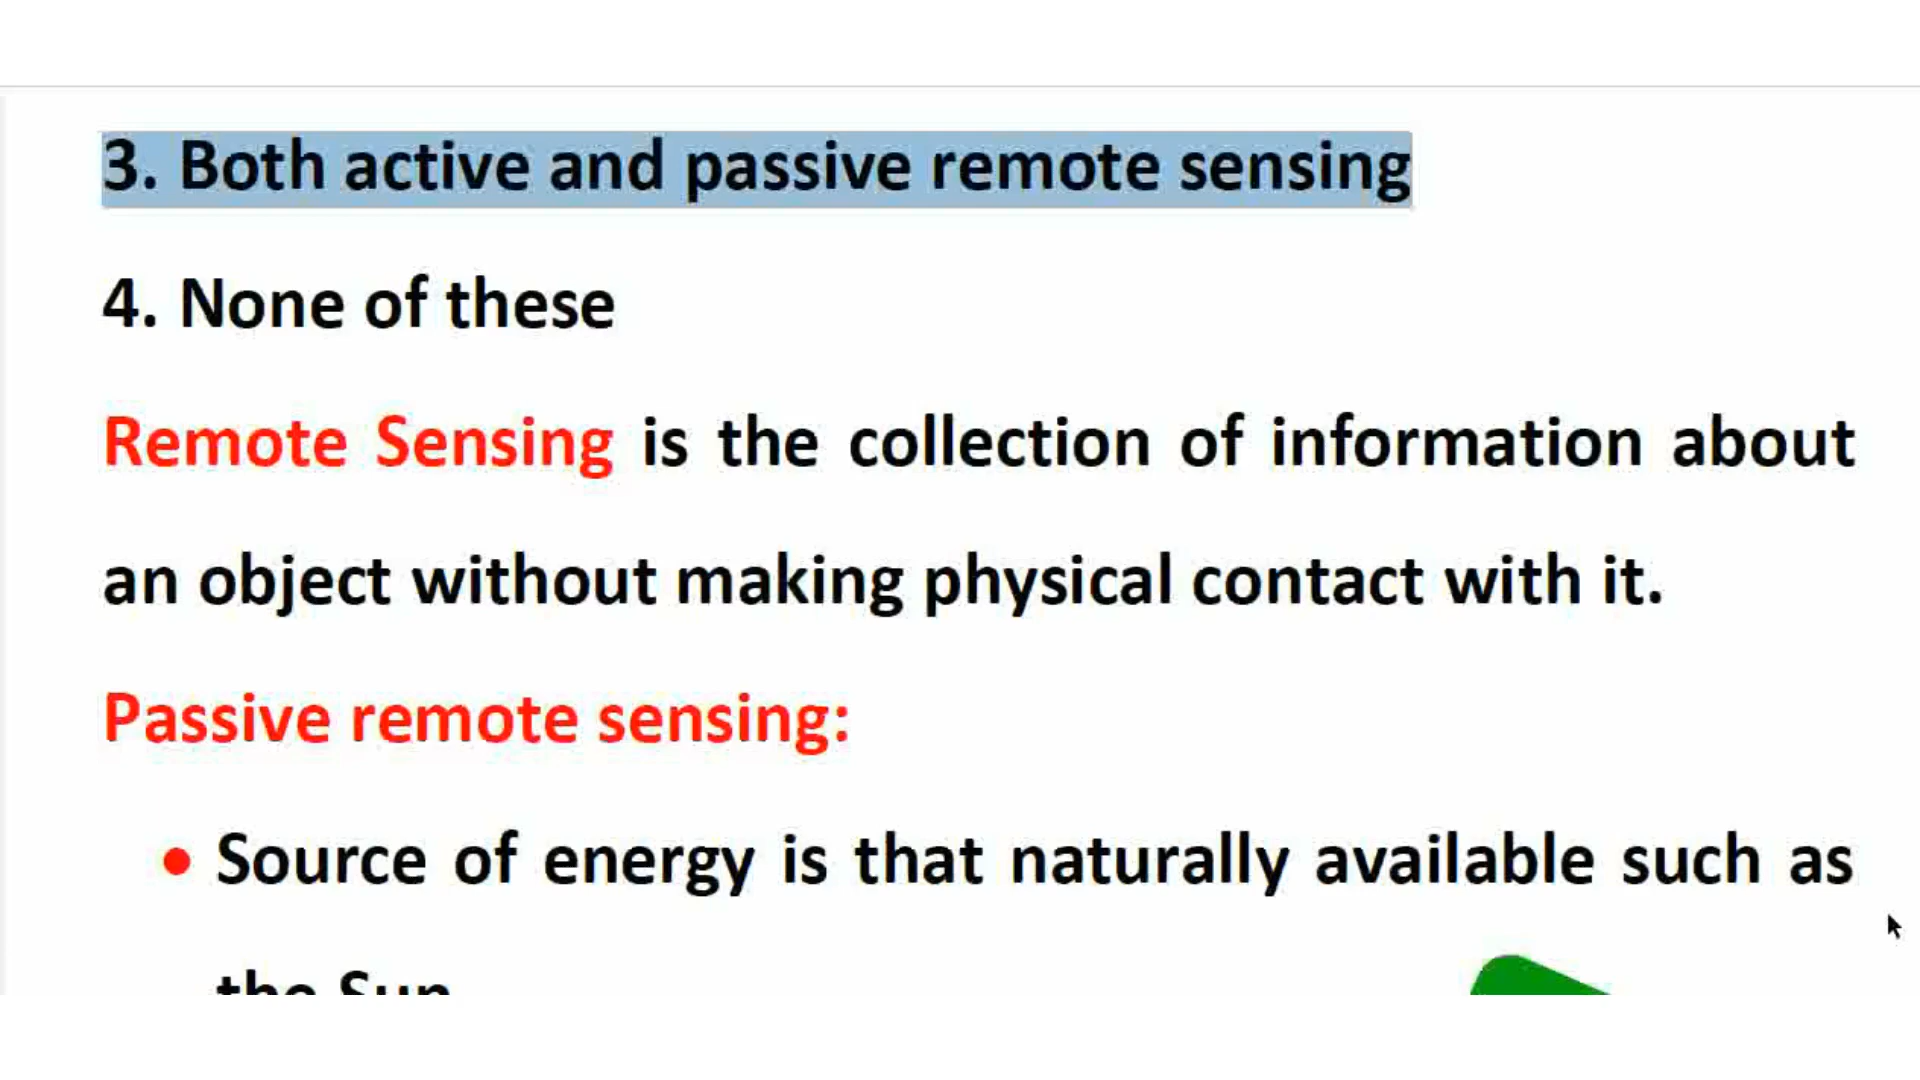 3. Both active and passive remote sensing
4. None of these
Remote Sensing is the collection of information about
an object without making physical contact with it.
Passive remote sensing:
• Source of energy is that naturally available such as
the Sun